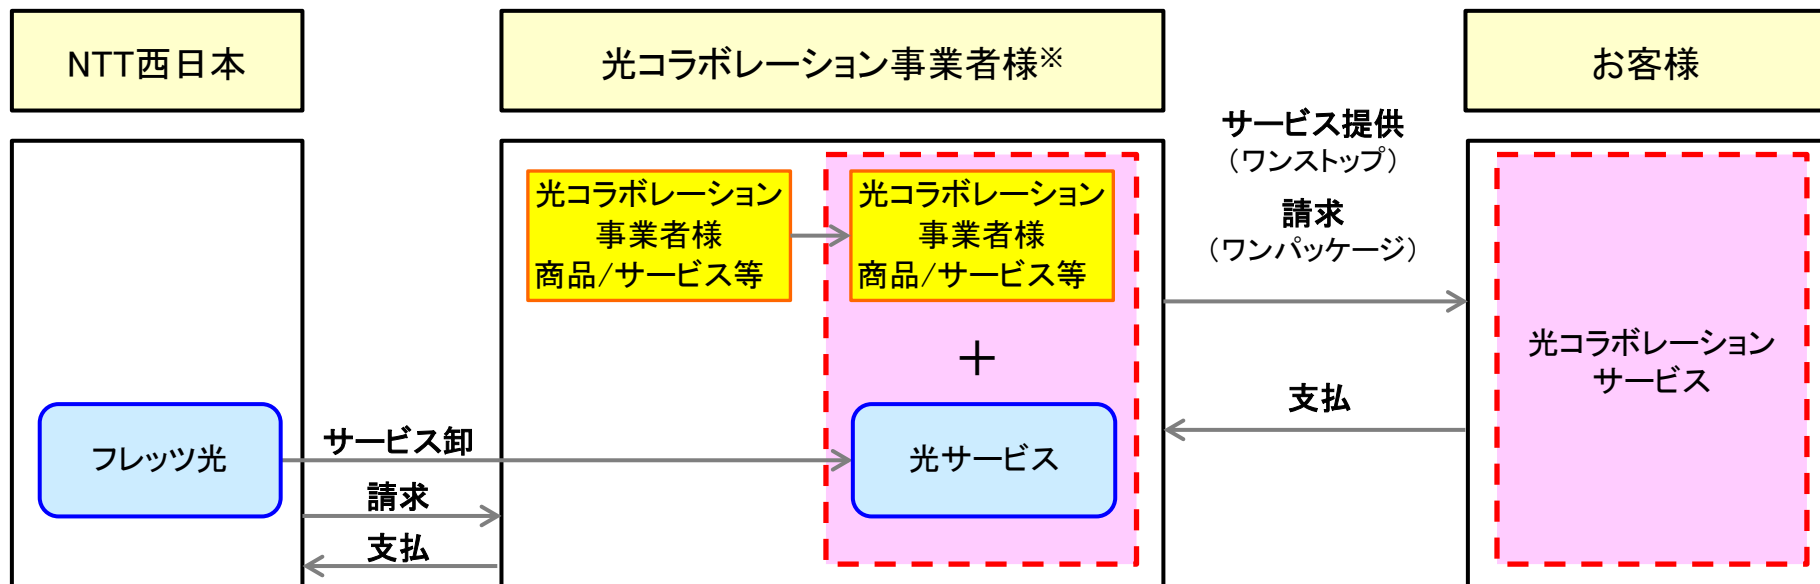 NTT西日本
光コラボレーション事業者様※
お客様
サービス提供
（ワンストップ）
請求
（ワンパッケージ）
光コラボレーション
事業者様
商品/サービス等
光コラボレーション
事業者様
商品/サービス等
＋
光コラボレーション
サービス
支払
フレッツ光
サービス卸
光サービス
請求
支払